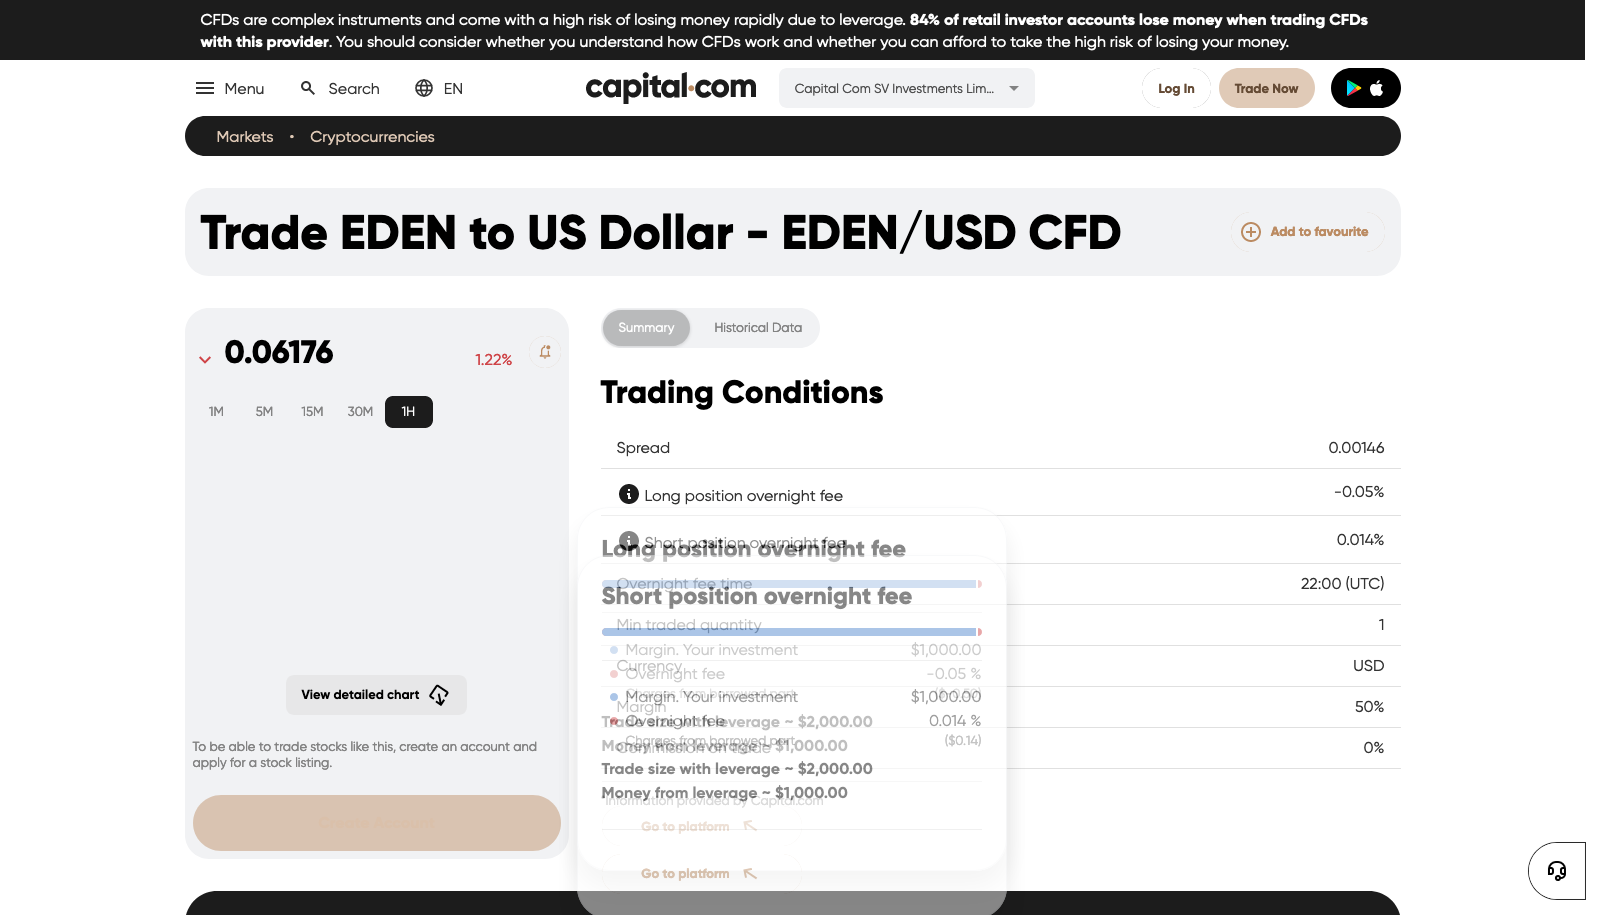 CFDs are complex instruments and come with a high risk of losing money rapidly due to leverage. 84% of retail investor accounts lose money when trading CFDs
with this provider. You should consider whether you understand how CFDs work and whether you can afford to take the high risk of losing your money.
Menu
Search
EN
capital.com
Capital Com SV Investments Lim...
Log In
Trade Now
Markets
Cryptocurrencies
Trade EDEN to US Dollar - EDEN/USD CFD
Add to favourite
0.06176
1.22%
1M
5M
15M
30M
1H
View detailed chart
To be able to trade stocks like this, create an account and
apply for a stock listing.
Create Account
Summary
Historical Data
Trading Conditions
Spread
0.00146
Long position overnight fee
-0.05%
Short position overnight fee
0.014%
Overnight fee time
22:00 (UTC)
Min traded quantity
1
Currency
USD
Margin
50%
Commission on trade
0%
Long position overnight fee
Margin. Your investment
$1,000.00
Overnight fee
-0.05 %
Charges from borrowed part
Trade size with leverage ~ $2,000.00
Money from leverage ~ $1,000.00
Information provided by Capital.com
Go to platform
Short position overnight fee
Margin. Your investment
$1,000.00
Overnight fee
0.014 %
Charges from borrowed part
($0.14)
Trade size with leverage ~ $2,000.00
Money from leverage ~ $1,000.00
Go to platform